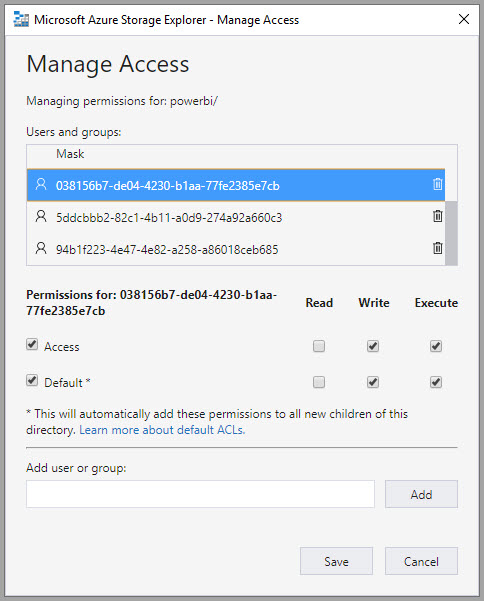 Microsoft Azure Storage Explorer - Manage Access
Manage Access
Managing permissions for: powerbi/
Users and groups:
Mask
038156b7-de04-4230-b1aa-77fe2385e7cb
5ddcbbb2-82c1-4b11-a0d9-274a92a660c3
94b1f223-4e47-4e82-a258-a86018ceb685
Permissions for: 038156b7-de04-4230-b1aa-
77fe2385e7cb
Read Write Execute
Access
Default *
* This will automatically add these permissions to all new children of this
directory. Learn more about default ACLs.
Add user or group:
Add
Save Cancel